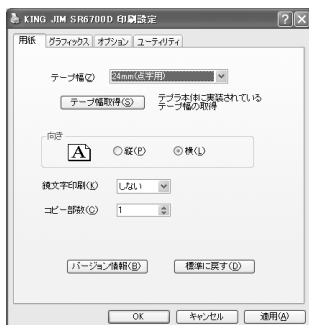 KING JIM SR6700D 印刷設定
用紙 グラフィックス オプション ユーティリティ
テープ幅(Z) 24mm(点字用)
テープ幅取得(S) テプラ本体に実装されている
テープ幅の取得
向き
A 縦(P) 横(L)
鏡文字印刷(K) しない
コピー部数(C) 1
バージョン情報(B) 標準に戻す(D)
OK キャンセル 適用(A)